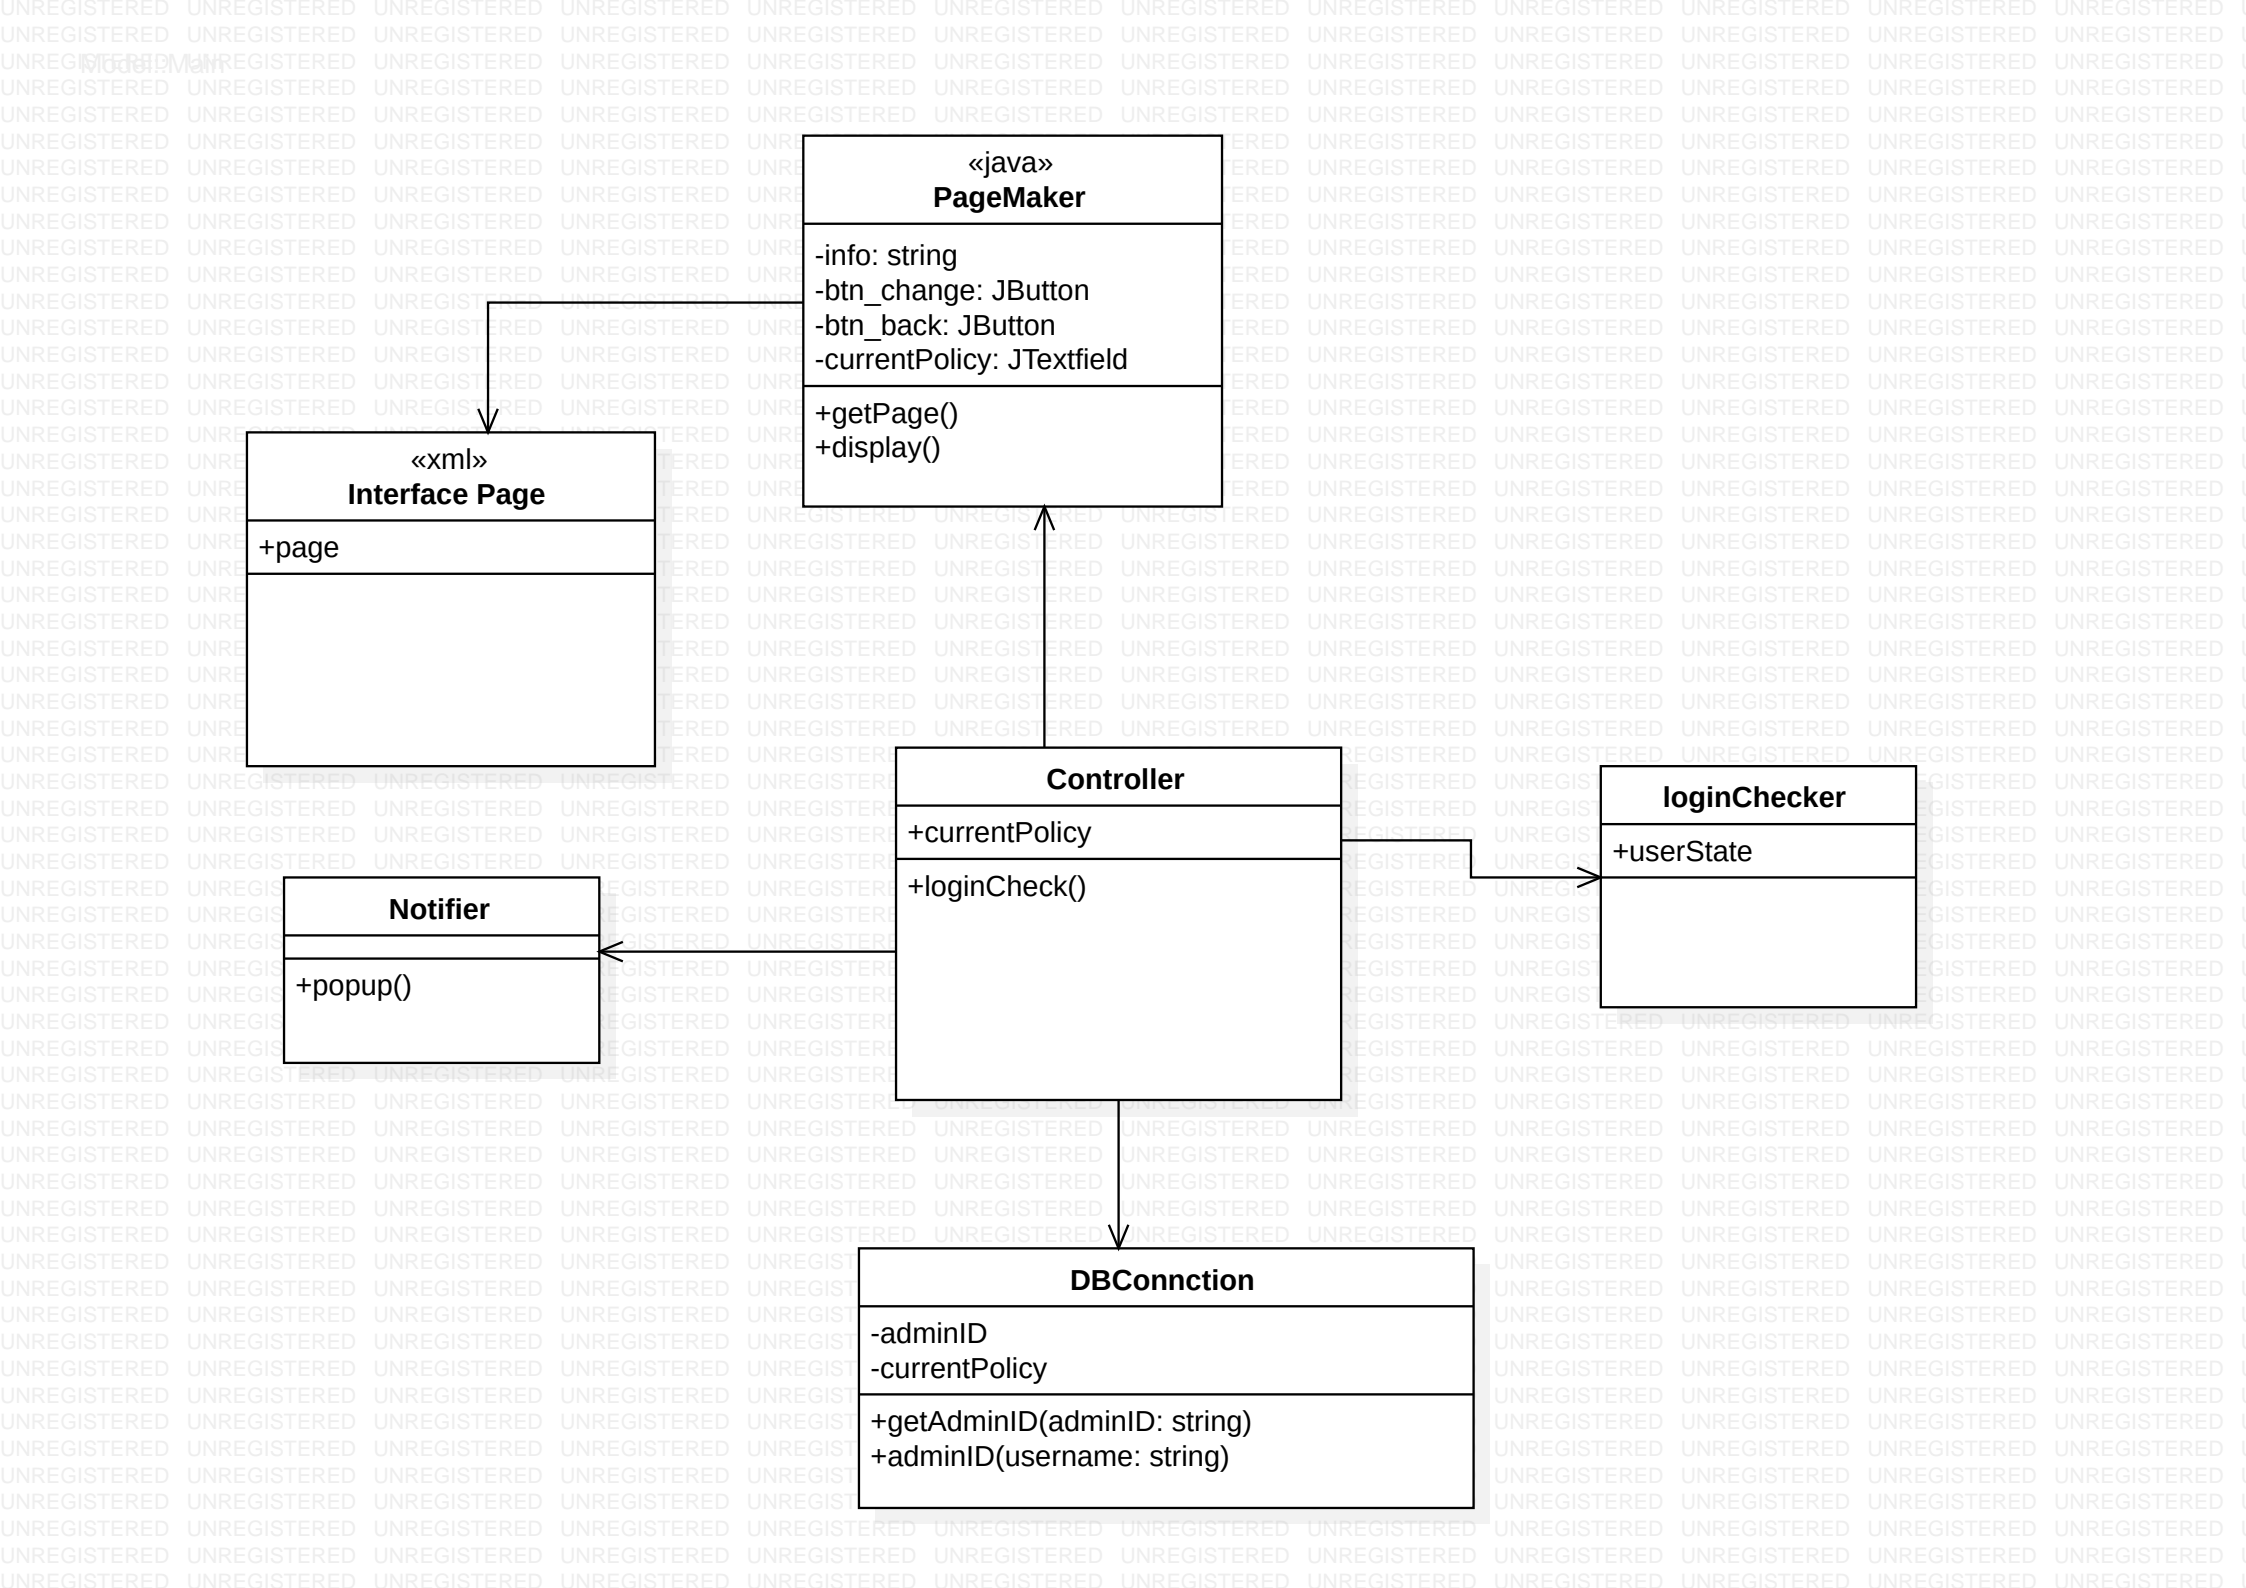 Model::Main
«java»
PageMaker
-info: string
-btn_change: JButton
-btn_back: JButton
-currentPolicy: JTextfield
+getPage()
+display()
«xml»
Interface Page
+page
Controller
+currentPolicy
+loginCheck()
loginChecker
+userState
Notifier
+popup()
DBConnction
-adminID
-currentPolicy
+getAdminID(adminID: string)
+adminID(username: string)
UNREGISTERED